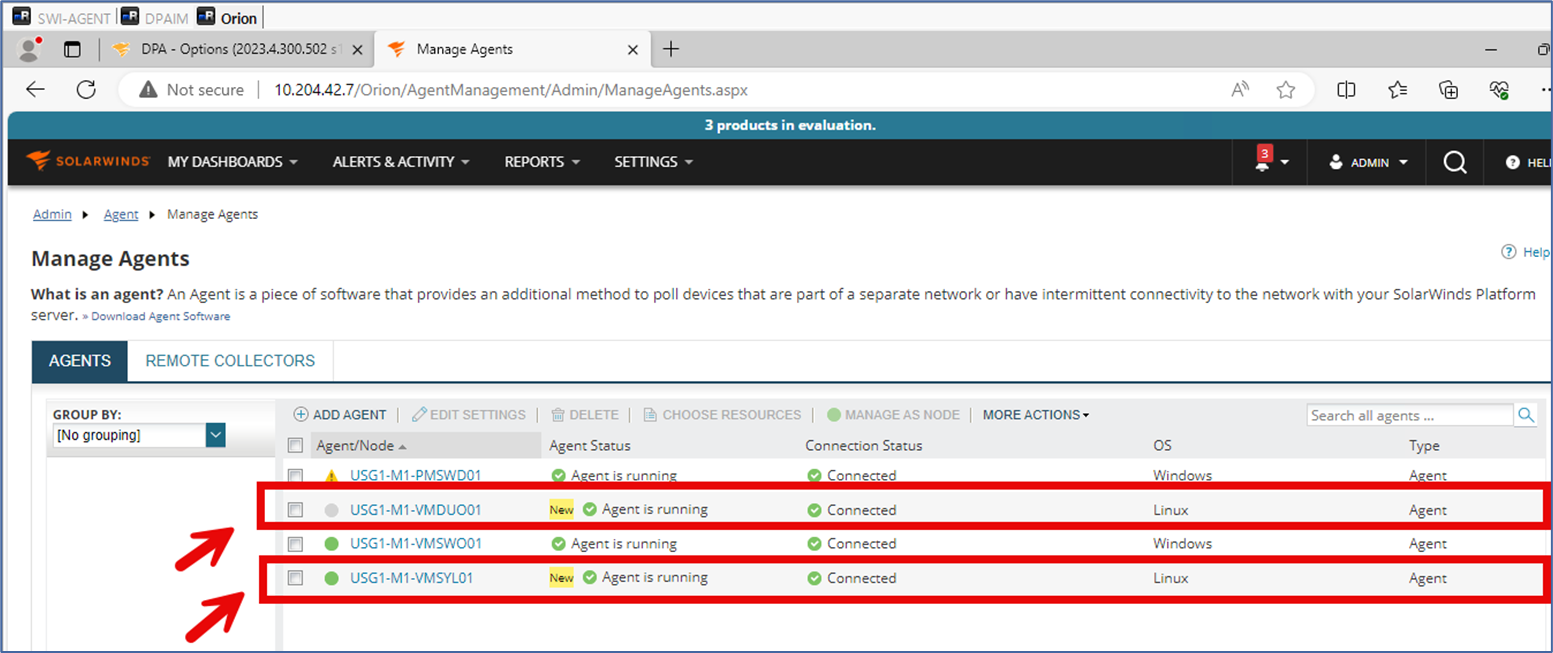 SWI-AGENT DPAIM Orion
DPA - Options (2023.4.300.502 s Manage Agents
Not secure 10.204.42.7/Orion/AgentManagement/Admin/ManageAgents.aspx
3 products in evaluation.
SOLARWINDS MY DASHBOARDS ALERTS & ACTIVITY REPORTS SETTINGS 3 ADMIN HEL
Admin Agent Manage Agents
Manage Agents
Help
What is an agent? An Agent is a piece of software that provides an additional method to poll devices that are part of a separate network or have intermittent connectivity to the network with your SolarWinds Platform
server. » Download Agent Software
AGENTS REMOTE COLLECTORS
GROUP BY:
[No grouping]
ADD AGENT EDIT SETTINGS DELETE CHOOSE RESOURCES MANAGE AS NODE MORE ACTIONS Search all agents ...
Agent/Node Agent Status Connection Status OS Type
USG1-M1-PMSWD01 Agent is running Connected Windows Agent
USG1-M1-VMDUO01 New Agent is running Connected Linux Agent
USG1-M1-VMSWO01 Agent is running Connected Windows Agent
USG1-M1-VMSYL01 New Agent is running Connected Linux Agent